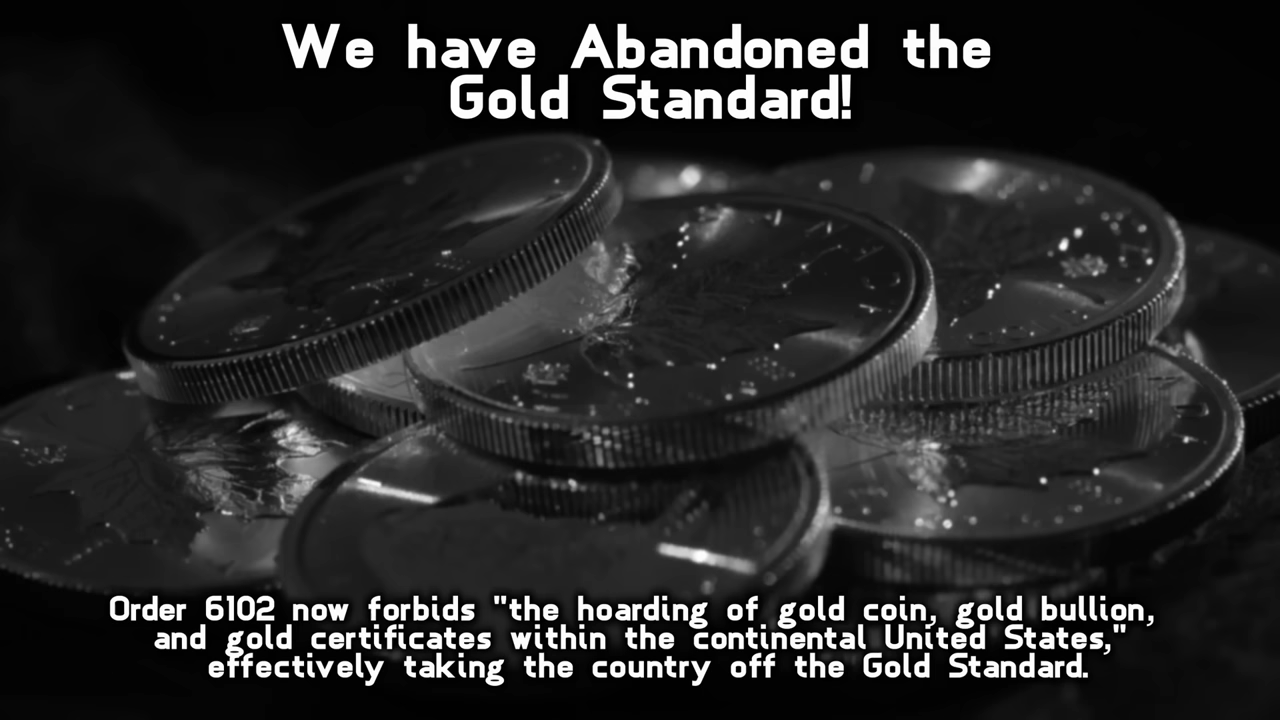 We have Abandoned the
Gold Standard!
Order 6102 now forbids "the hoarding of gold coin, gold bullion,
and gold certificates within the continental United States,"
effectively taking the country off the Gold Standard.